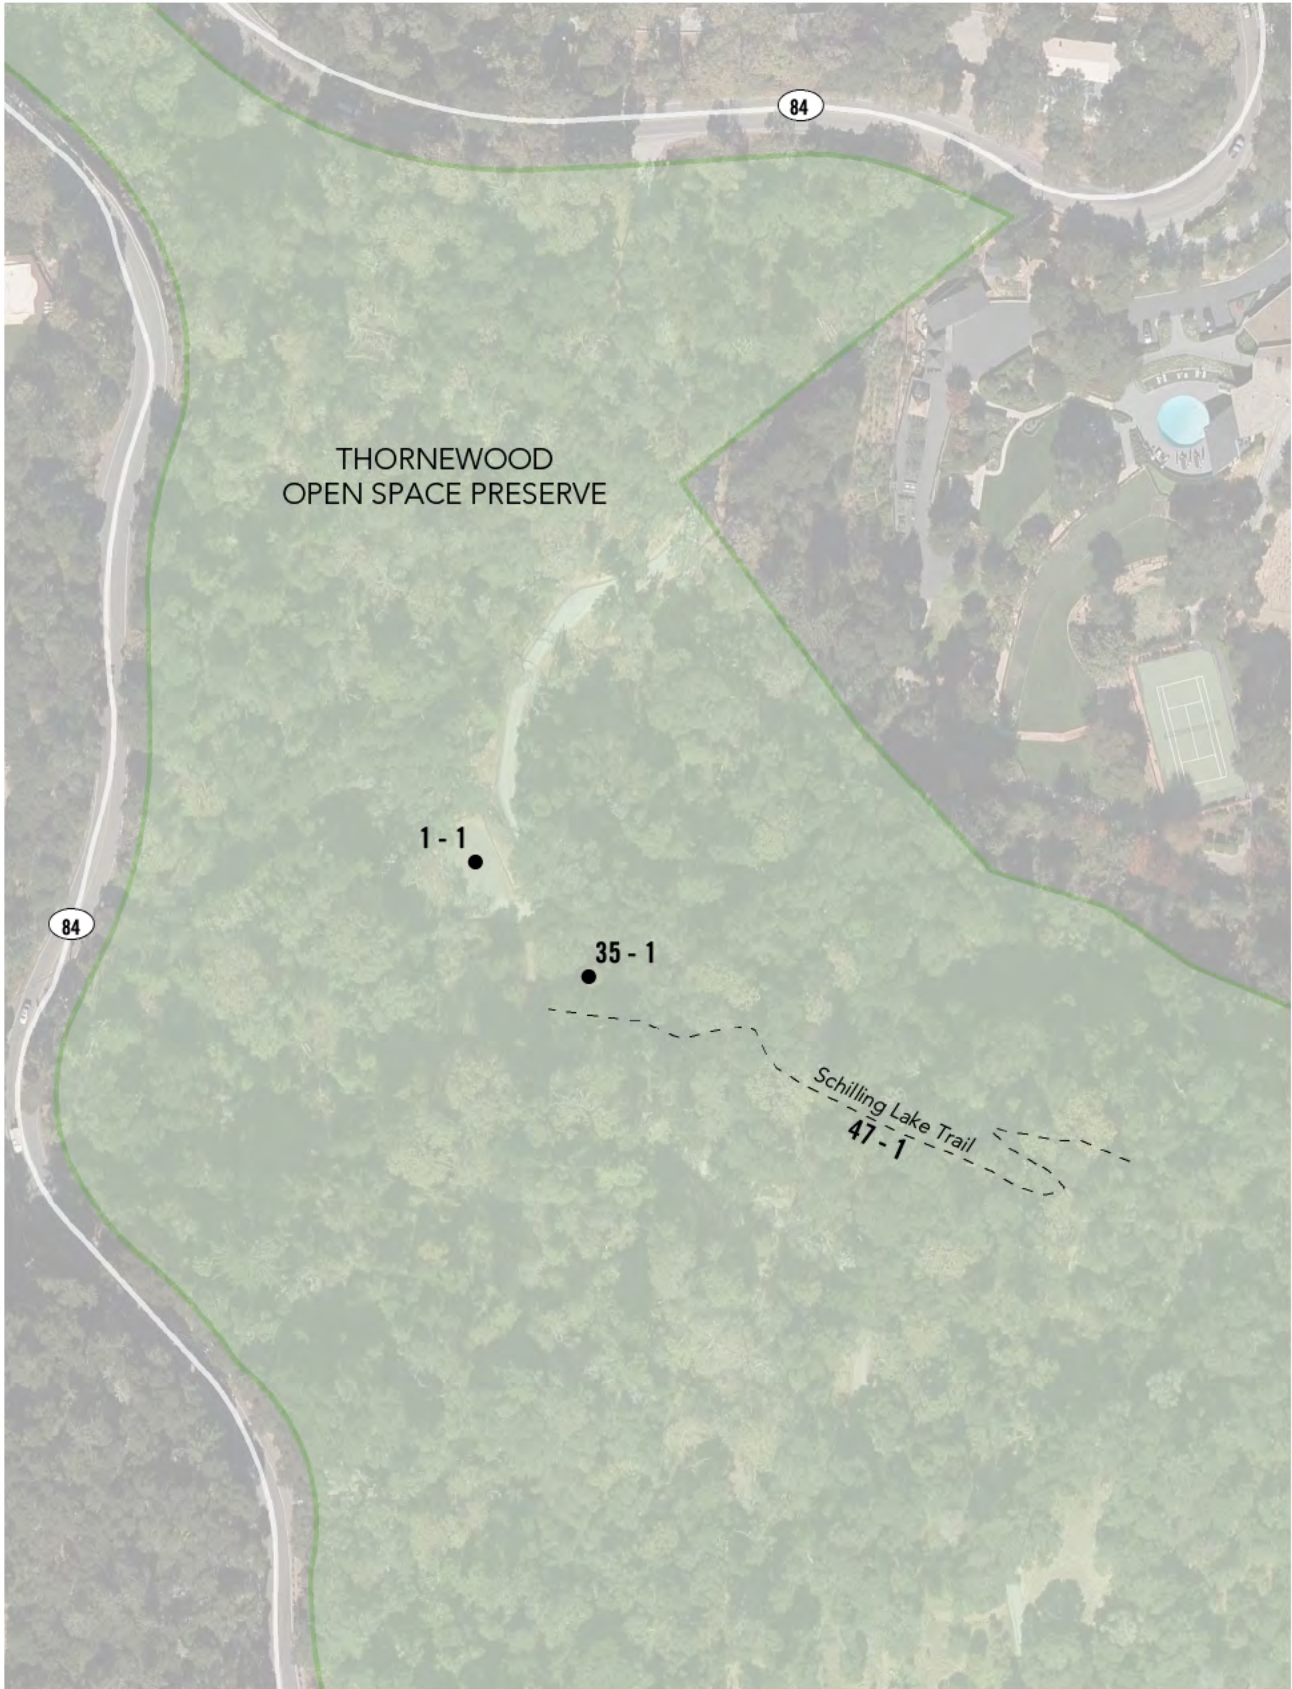 84
THORNEWOOD
OPEN SPACE PRESERVE
1 - 1
84
35 - 1
Schilling Lake Trail
47 - 1